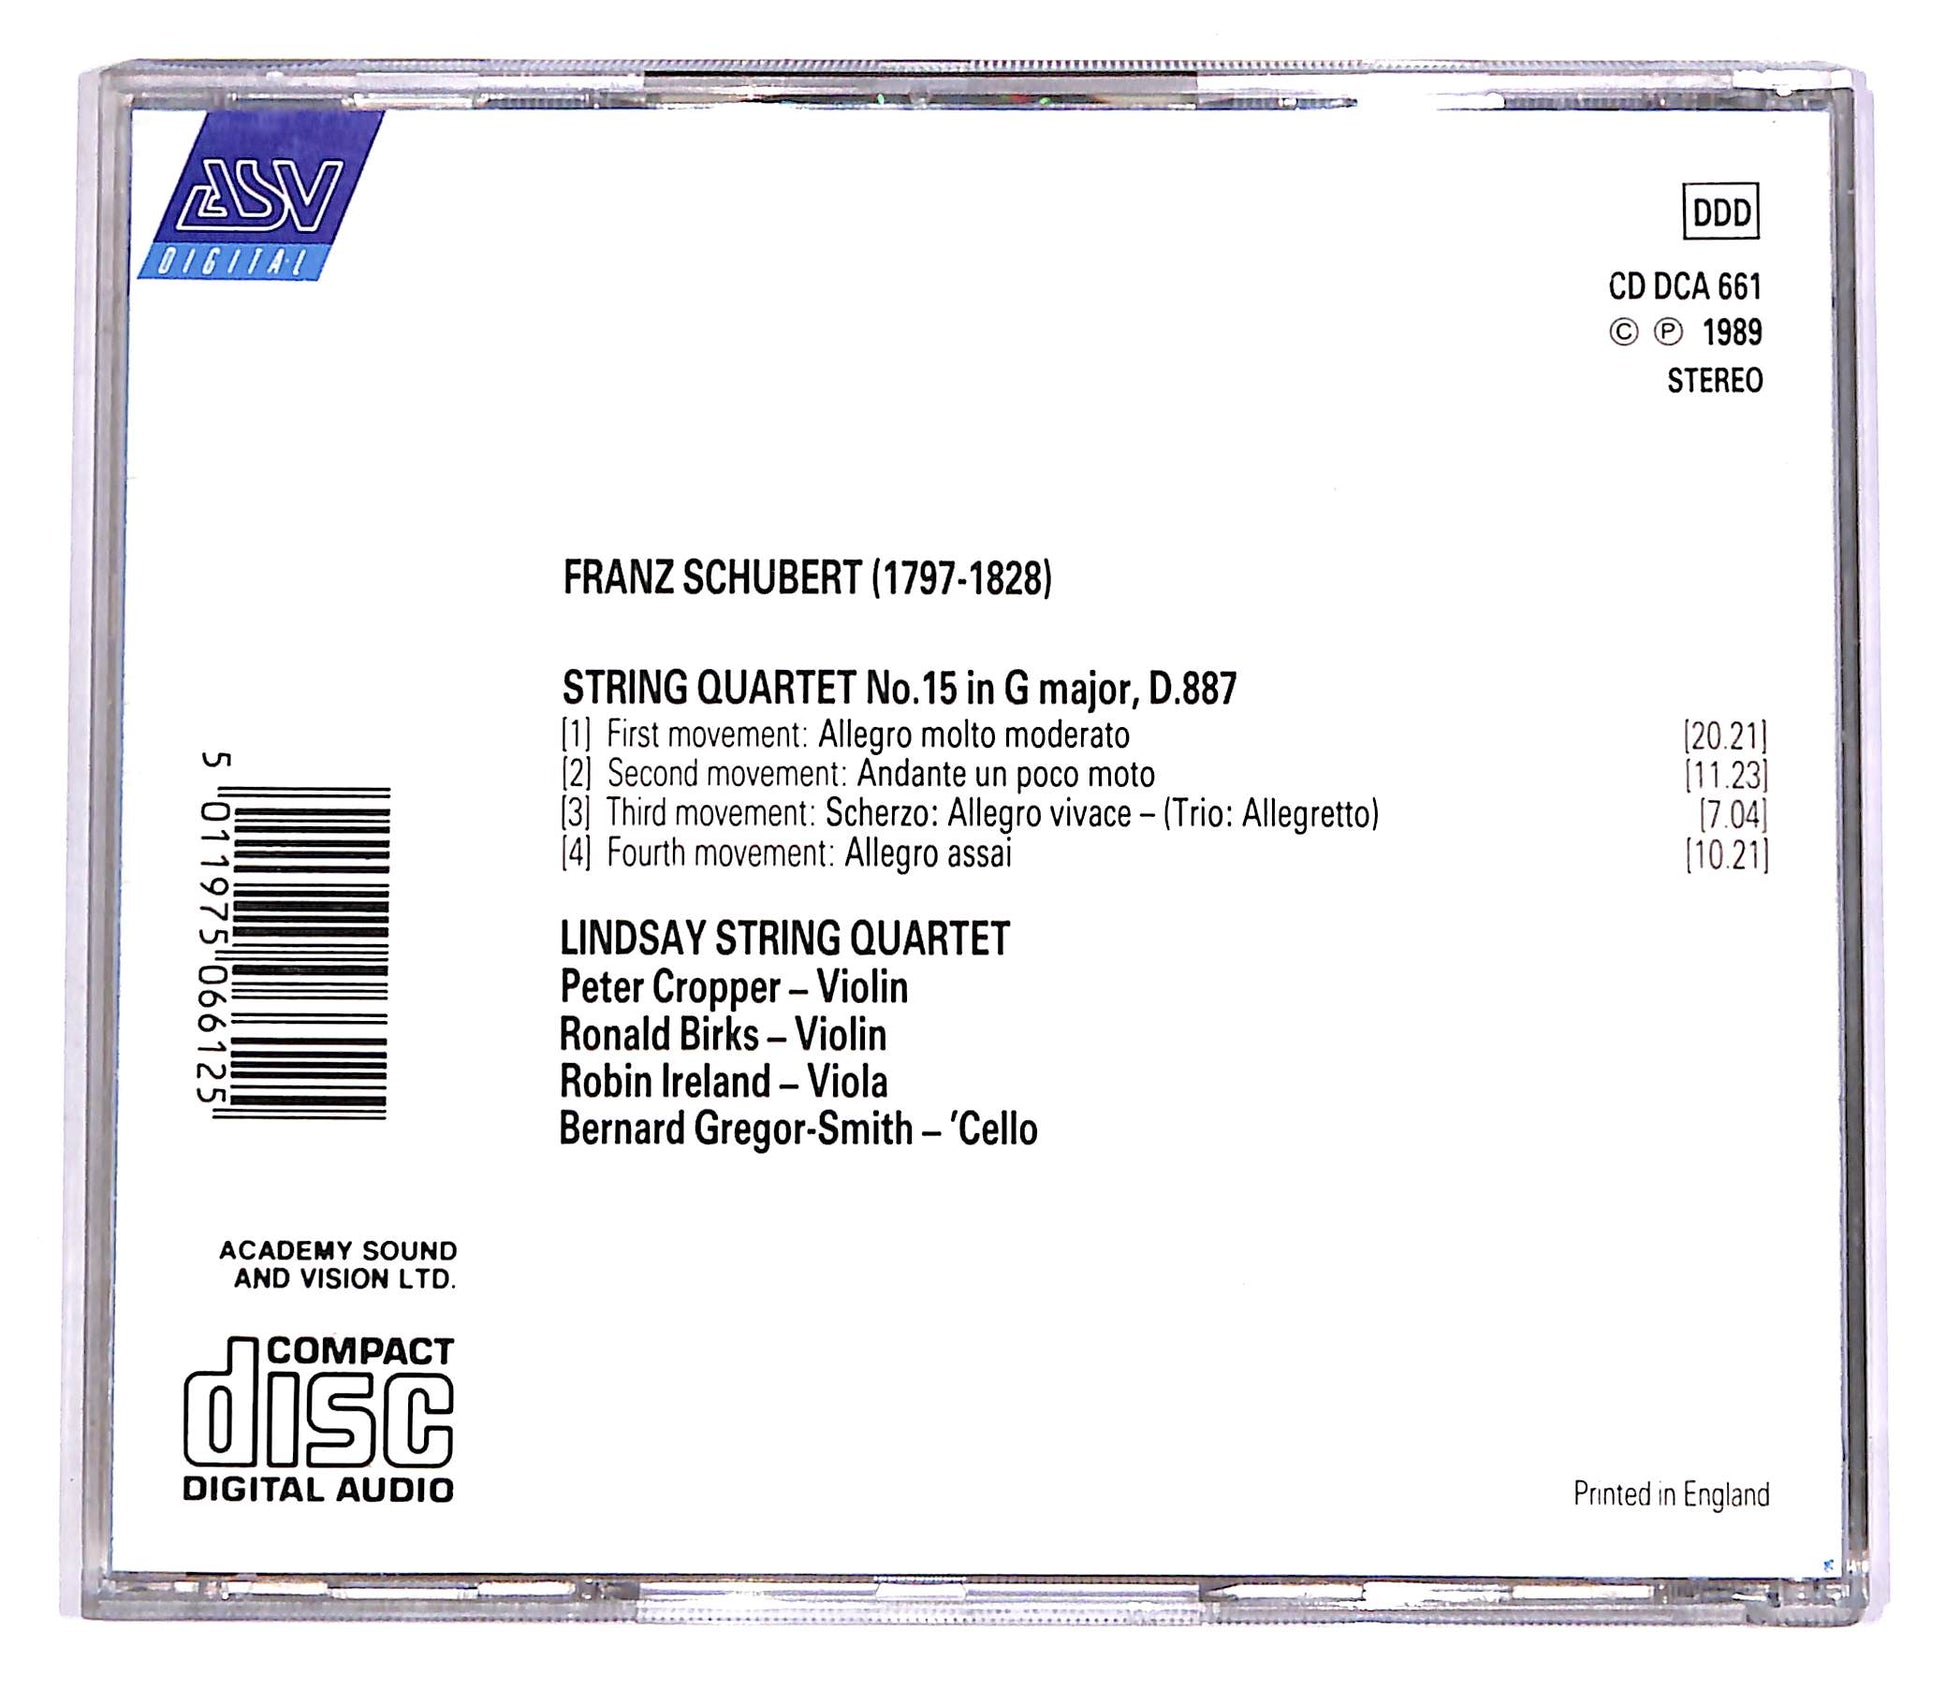 ASV
DIGITAL
DDD
CD DCA 661
© ℗ 1989
STEREO
FRANZ SCHUBERT (1797-1828)
STRING QUARTET No.15 in G major, D.887
[1] First movement: Allegro molto moderato [20.21]
[2] Second movement: Andante un poco moto [11.23]
[3] Third movement: Scherzo: Allegro vivace – (Trio: Allegretto) [7.04]
[4] Fourth movement: Allegro assai [10.21]
LINDSAY STRING QUARTET
Peter Cropper – Violin
Ronald Birks – Violin
Robin Ireland – Viola
Bernard Gregor-Smith – ’Cello
5 011975 066125
ACADEMY SOUND
AND VISION LTD.
COMPACT
disc
DIGITAL AUDIO
Printed in England